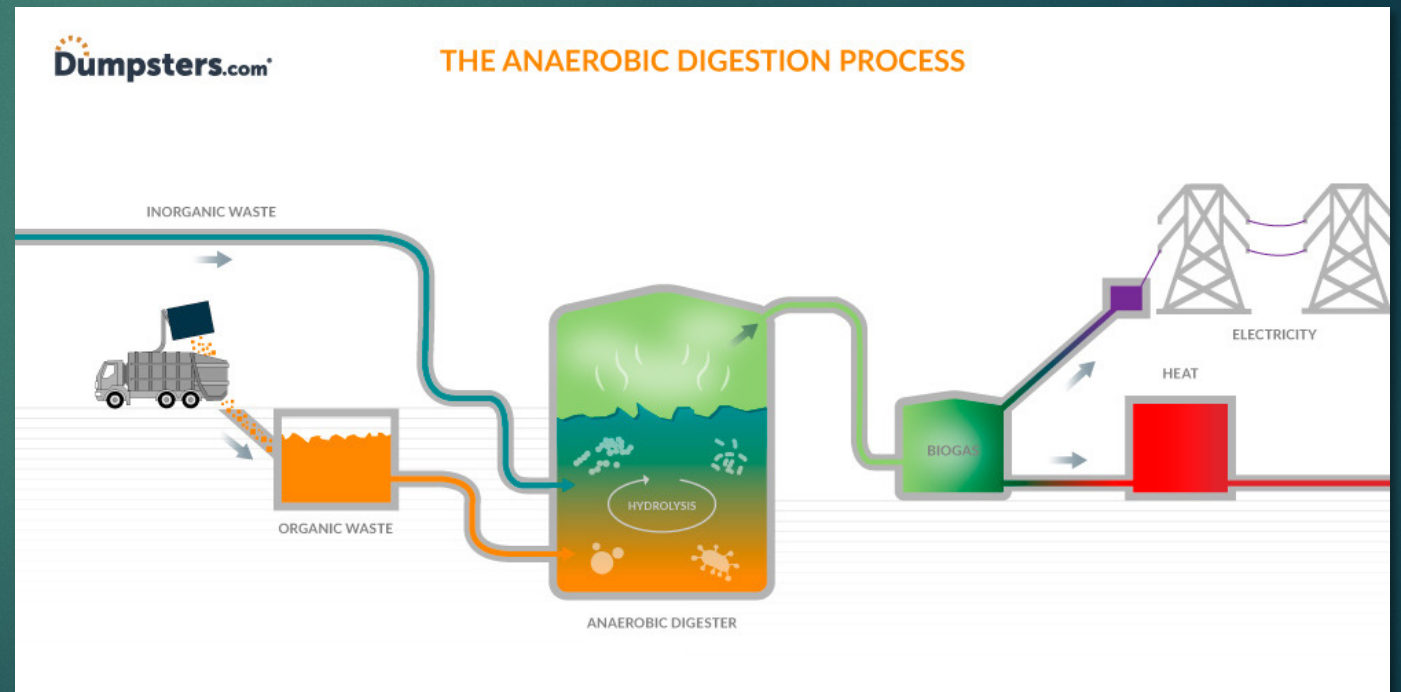 Dumpsters.com
THE ANAEROBIC DIGESTION PROCESS
INORGANIC WASTE
ELECTRICITY
HEAT
BIOGAS
HYDROLYSIS
ORGANIC WASTE
ANAEROBIC DIGESTER